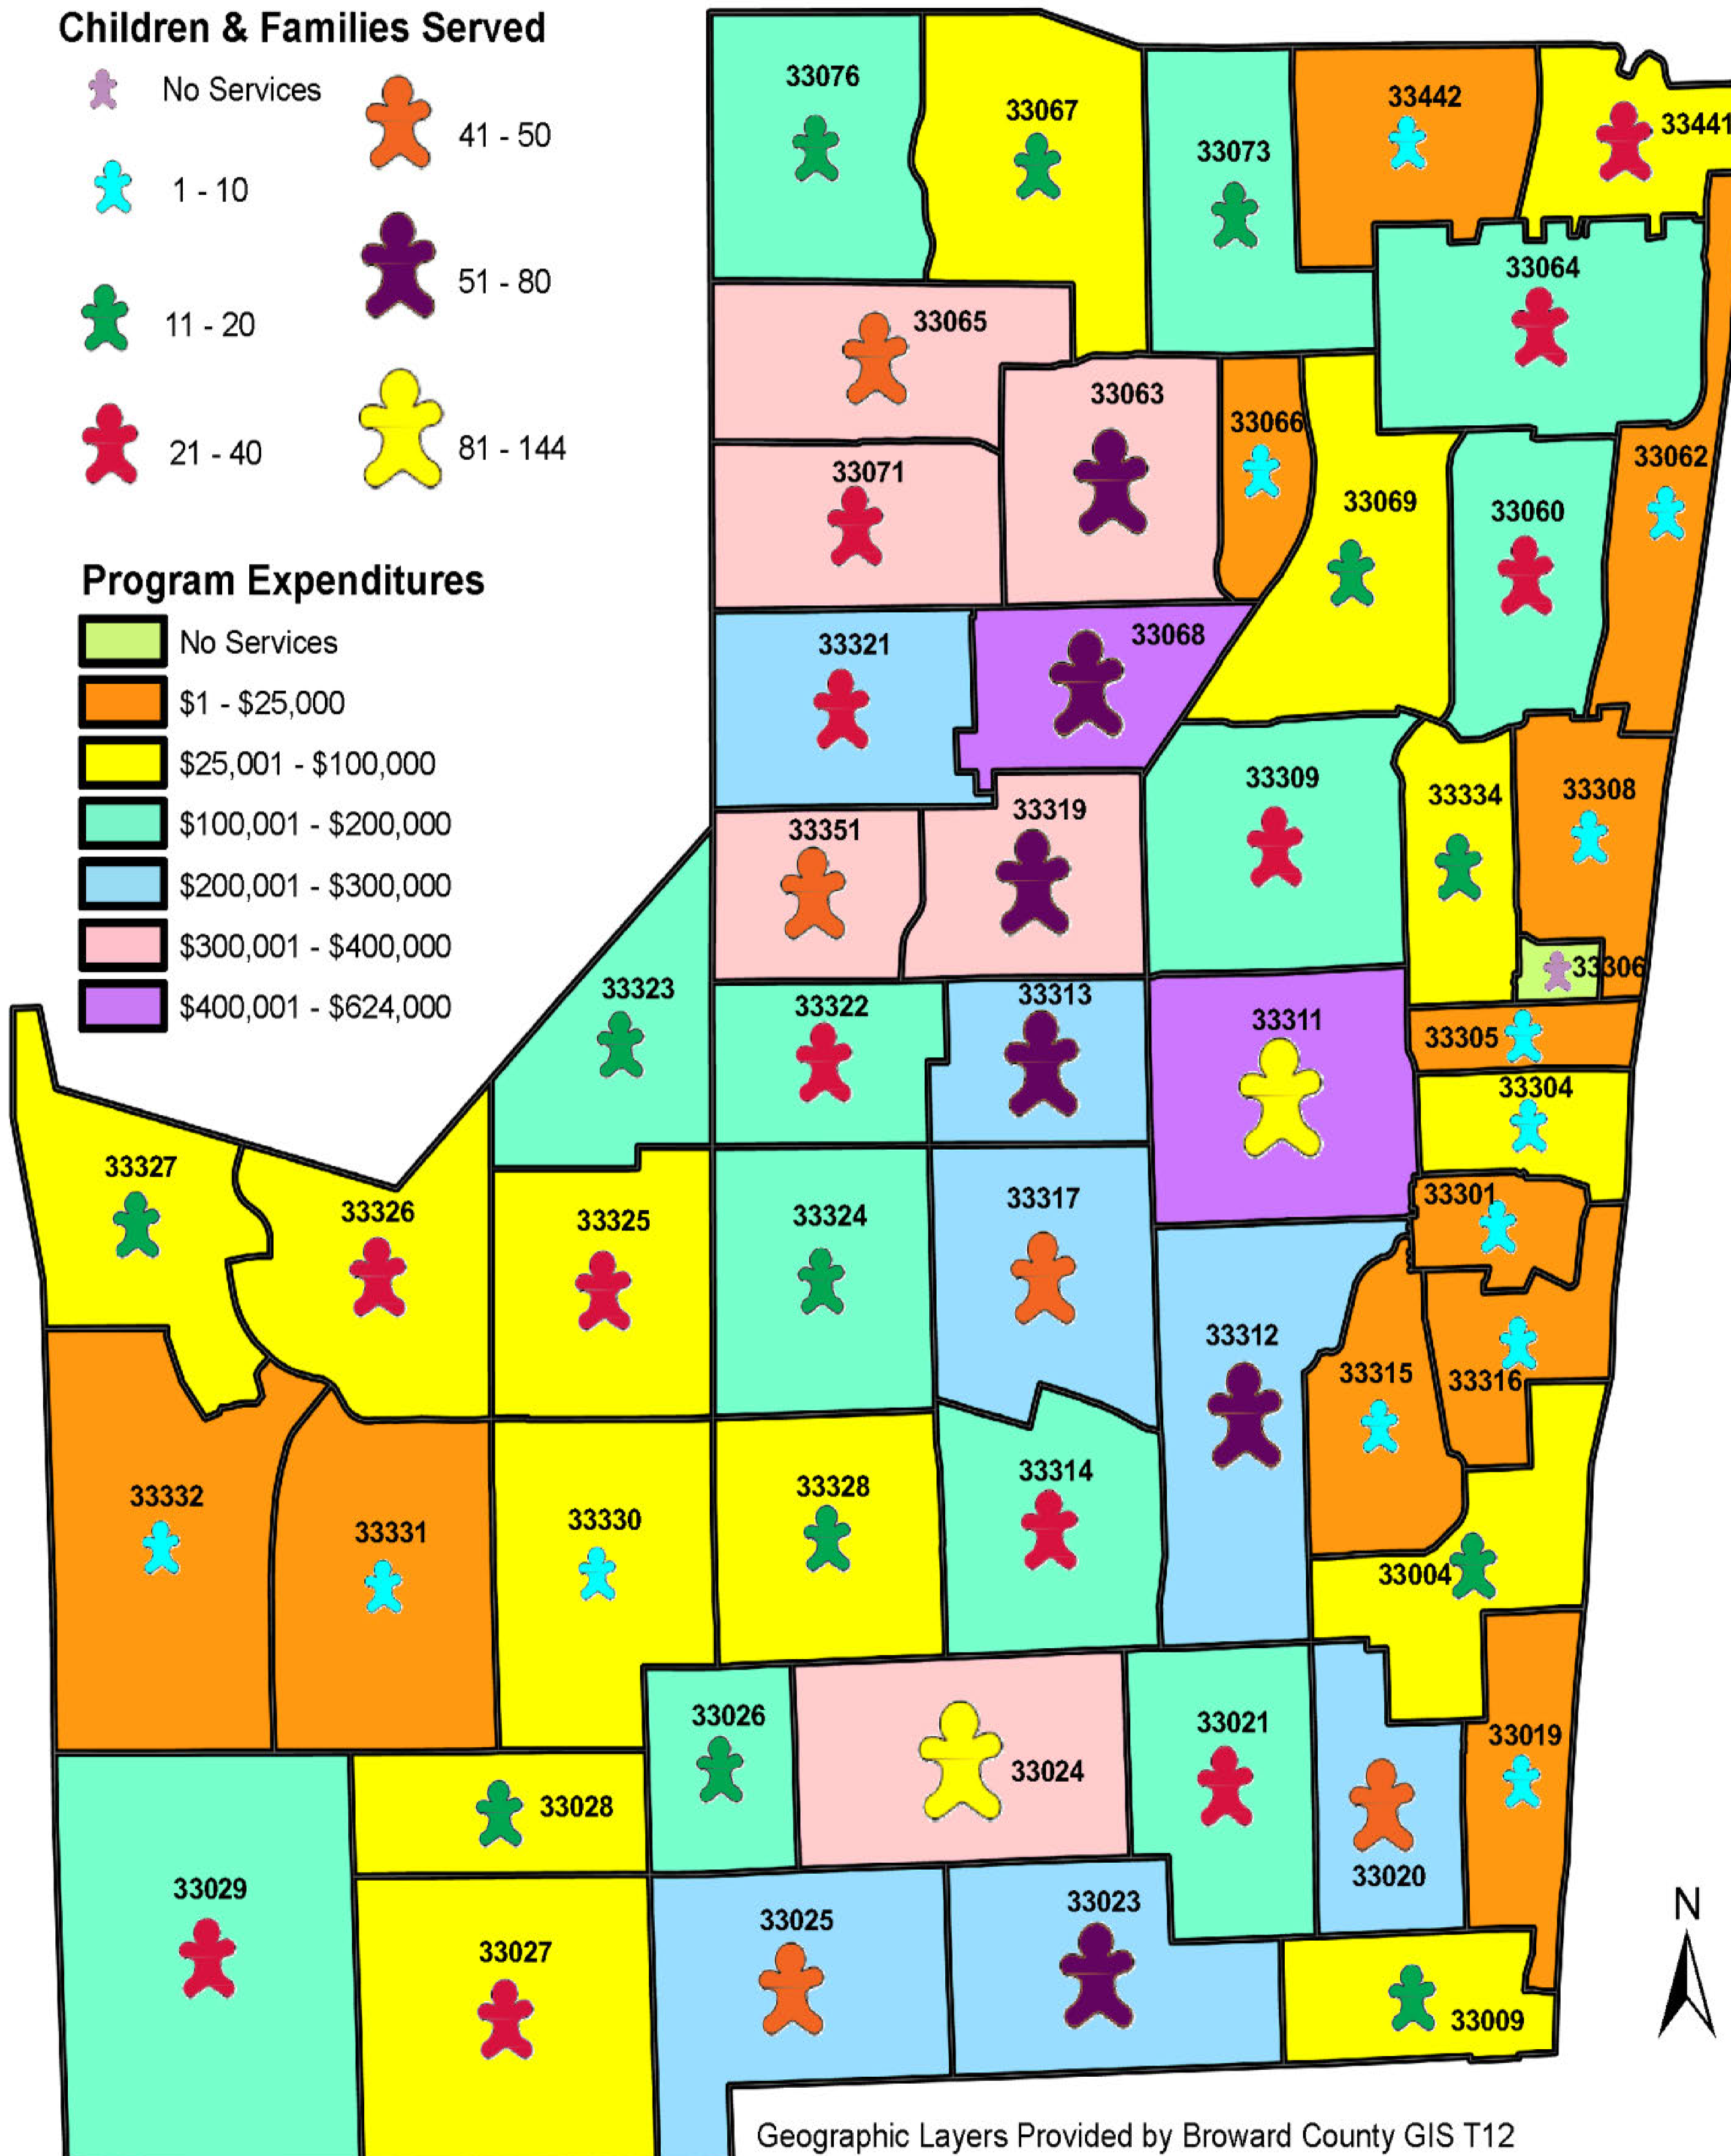 Children & Families Served
No Services
1 - 10
11 - 20
21 - 40
41 - 50
51 - 80
81 - 144
Program Expenditures
No Services
$1 - $25,000
$25,001 - $100,000
$100,001 - $200,000
$200,001 - $300,000
$300,001 - $400,000
$400,001 - $624,000
33076
33067
33073
33442
33441
33064
33065
33063
33066
33062
33071
33069
33060
33321
33068
33309
33334
33308
33351
33319
33306
33323
33322
33313
33311
33305
33304
33327
33326
33325
33324
33317
33301
33312
33315
33316
33332
33331
33330
33328
33314
33004
33026
33024
33021
33019
33028
33020
33029
33027
33025
33023
33009
N
Geographic Layers Provided by Broward County GIS T12